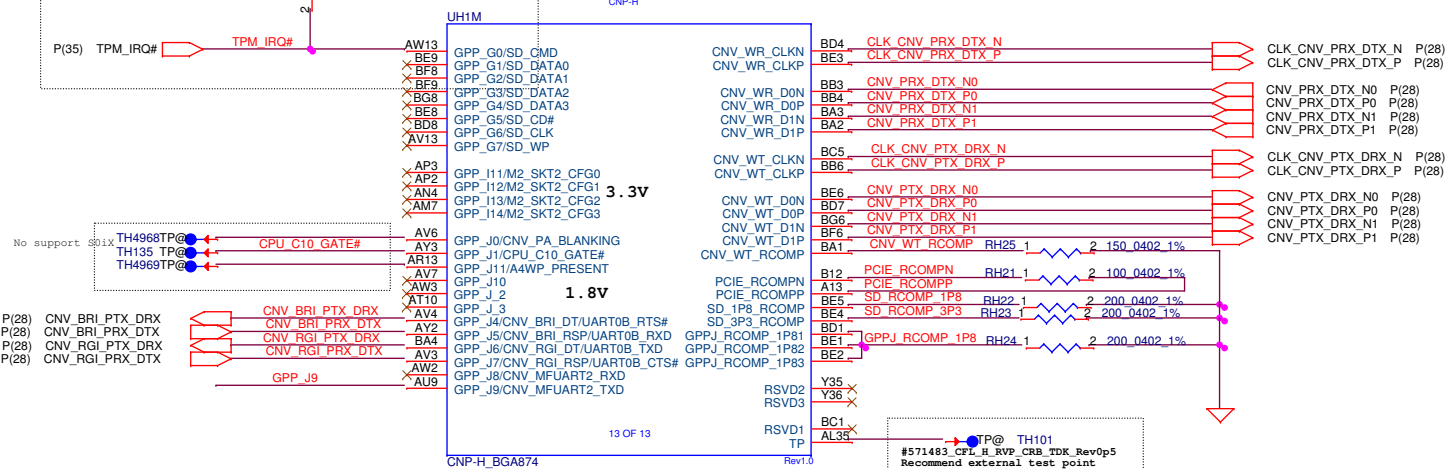 CNP-H
UH1M
2
P(35) TPM_IRQ# TPM_IRQ#
AW13 GPP_G0/SD_CMD
BE9 GPP_G1/SD_DATA0
BF8 GPP_G2/SD_DATA1
BF9 GPP_G3/SD_DATA2
BG8 GPP_G4/SD_DATA3
BE8 GPP_G5/SD_CD#
BD8 GPP_G6/SD_CLK
AV13 GPP_G7/SD_WP
AP3 GPP_I11/M2_SKT2_CFG0
AP2 GPP_I12/M2_SKT2_CFG1
AN4 GPP_I13/M2_SKT2_CFG2
AM7 GPP_I14/M2_SKT2_CFG3
3.3V
No support S0iX
TH4968 TP@ AV6 GPP_J0/CNV_PA_BLANKING
TH135 TP@ CPU_C10_GATE# AY3 GPP_J1/CPU_C10_GATE#
TH4969 TP@ AR13 GPP_J11/A4WP_PRESENT
AV7 GPP_J10
AW3 GPP_J_2
AT10 GPP_J_3
1.8V
P(28) CNV_BRI_PTX_DRX CNV_BRI_PTX_DRX AV4 GPP_J4/CNV_BRI_DT/UART0B_RTS#
P(28) CNV_BRI_PRX_DTX CNV_BRI_PRX_DTX AY2 GPP_J5/CNV_BRI_RSP/UART0B_RXD
P(28) CNV_RGI_PTX_DRX CNV_RGI_PTX_DRX BA4 GPP_J6/CNV_RGI_DT/UART0B_TXD
P(28) CNV_RGI_PRX_DTX CNV_RGI_PRX_DTX AV3 GPP_J7/CNV_RGI_RSP/UART0B_CTS#
AW2 GPP_J8/CNV_MFUART2_RXD
GPP_J9 AU9 GPP_J9/CNV_MFUART2_TXD
CNV_WR_CLKN BD4 CLK_CNV_PRX_DTX_N CLK_CNV_PRX_DTX_N P(28)
CNV_WR_CLKP BE3 CLK_CNV_PRX_DTX_P CLK_CNV_PRX_DTX_P P(28)
CNV_WR_D0N BB3 CNV_PRX_DTX_N0 CNV_PRX_DTX_N0 P(28)
CNV_WR_D0P BB4 CNV_PRX_DTX_P0 CNV_PRX_DTX_P0 P(28)
CNV_WR_D1N BA3 CNV_PRX_DTX_N1 CNV_PRX_DTX_N1 P(28)
CNV_WR_D1P BA2 CNV_PRX_DTX_P1 CNV_PRX_DTX_P1 P(28)
CNV_WT_CLKN BC5 CLK_CNV_PTX_DRX_N CLK_CNV_PTX_DRX_N P(28)
CNV_WT_CLKP BB6 CLK_CNV_PTX_DRX_P CLK_CNV_PTX_DRX_P P(28)
CNV_WT_D0N BE6 CNV_PTX_DRX_N0 CNV_PTX_DRX_N0 P(28)
CNV_WT_D0P BD7 CNV_PTX_DRX_P0 CNV_PTX_DRX_P0 P(28)
CNV_WT_D1N BG6 CNV_PTX_DRX_N1 CNV_PTX_DRX_N1 P(28)
CNV_WT_D1P BF6 CNV_PTX_DRX_P1 CNV_PTX_DRX_P1 P(28)
CNV_WT_RCOMP BA1 CNV_WT_RCOMP RH25 1 2 150_0402_1%
PCIE_RCOMPN B12 PCIE_RCOMPN RH21 1 2 100_0402_1%
PCIE_RCOMPP A13 PCIE_RCOMPP
SD_1P8_RCOMP BE5 SD_RCOMP_1P8 RH22 1 2 200_0402_1%
SD_3P3_RCOMP BE4 SD_RCOMP_3P3 RH23 1 2 200_0402_1%
GPPJ_RCOMP_1P81 BD1
GPPJ_RCOMP_1P82 BE1 GPPJ_RCOMP_1P8 RH24 1 2 200_0402_1%
GPPJ_RCOMP_1P83 BE2
RSVD2 Y35
RSVD3 Y36
RSVD1 BC1
TP AL35 TP@ TH101
13 OF 13
#571483_CFL_H_RVP_CRB_TDK_Rev0p5
Recommend external test point
CNP-H_BGA874 Rev1.0